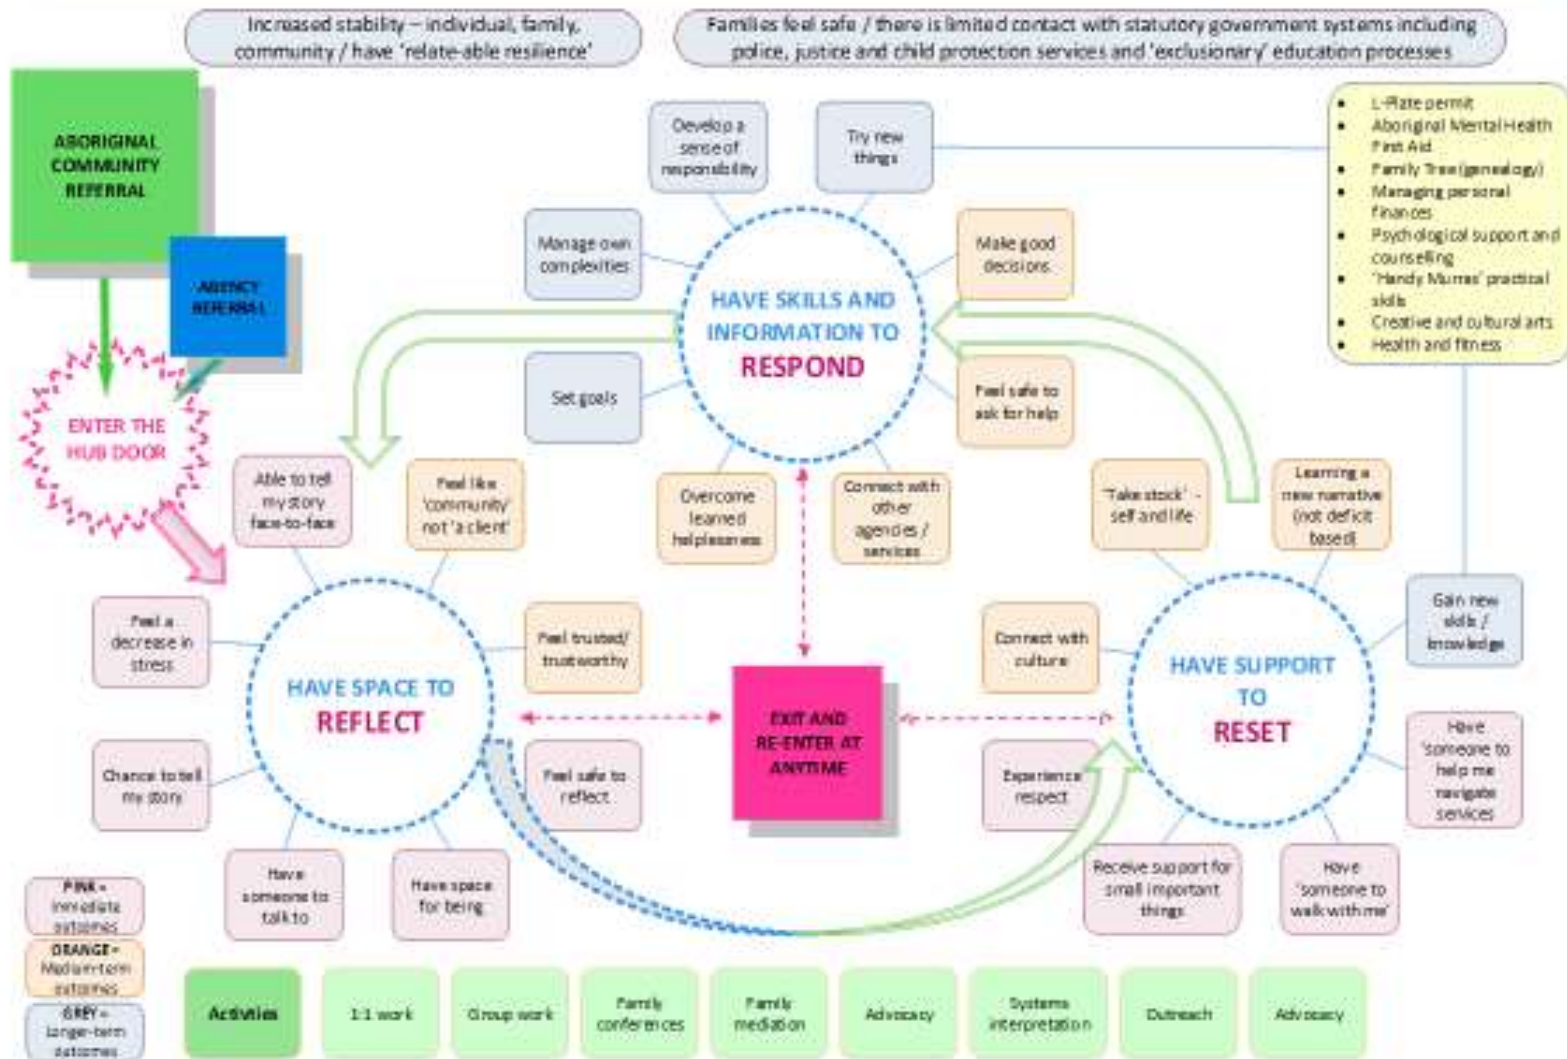 Increased stability – individual, family,
community / have 'relate-able resilience'
Families feel safe / there is limited contact with statutory government systems including
police, justice and child protection services and 'exclusionary' education processes
ABORIGINAL
COMMUNITY
REFERRAL
AGENCY
REFERRAL
ENTER THE
HUB DOOR
Develop a
sense of
responsibility
Try new
things
Manage own
complexities
Make good
decisions
Set goals
Feel safe to
ask for help
HAVE SKILLS AND
INFORMATION TO
RESPOND
Overcome
learned
helplessness
Connect with
other
agencies /
services
• L-Plate permit
• Aboriginal Mental Health
First Aid
• Family Tree (genealogy)
• Managing personal
finances
• Psychological support and
counselling
• 'Handy Murras' practical
skills
• Creative and cultural arts
• Health and fitness
Able to tell
my story
face-to-face
Feel like
'community'
not 'a client'
Feel a
decrease in
stress
Feel trusted/
trustworthy
HAVE SPACE TO
REFLECT
Chance to tell
my story
Feel safe to
reflect
Have
someone to
talk to
Have space
for being
EXIT AND
RE-ENTER AT
ANYTIME
'Take stock' -
self and life
Learning a
new narrative
(not deficit
based)
Connect with
culture
Gain new
skills /
knowledge
HAVE SUPPORT
TO
RESET
Experience
respect
Have
'someone to
help me
navigate
services
Receive support for
small important
things
Have
'someone to
walk with me'
PINK =
Immediate
outcomes
ORANGE =
Medium-term
outcomes
GREY =
Longer-term
outcomes
Activities
1:1 work
Group work
Family
conferences
Family
mediation
Advocacy
Systems
interpretation
Outreach
Advocacy